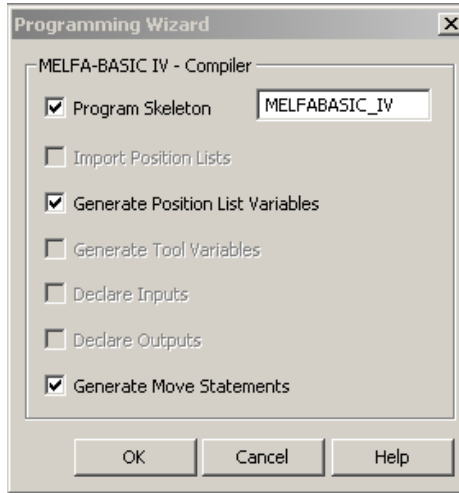 Programming Wizard
MELFA-BASIC IV - Compiler
Program Skeleton MELFABASIC_IV
Import Position Lists
Generate Position List Variables
Generate Tool Variables
Declare Inputs
Declare Outputs
Generate Move Statements
OK Cancel Help